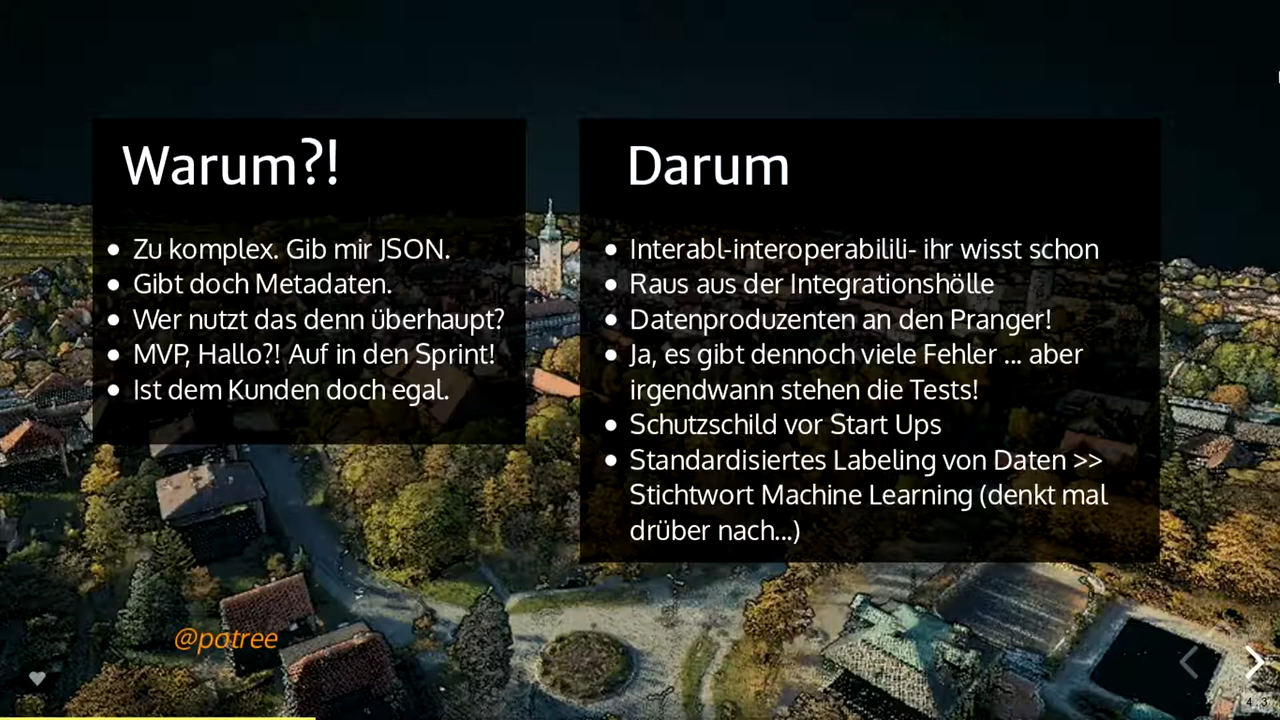 Warum?!
Zu komplex. Gib mir JSON.
Gibt doch Metadaten.
Wer nutzt das denn überhaupt?
MVP, Hallo?! Auf in den Sprint!
Ist dem Kunden doch egal.
Darum
Interabl-interoperabilili- ihr wisst schon
Raus aus der Integrationshölle
Datenproduzenten an den Pranger!
Ja, es gibt dennoch viele Fehler ... aber
irgendwann stehen die Tests!
Schutzschild vor Start Ups
Standardisiertes Labeling von Daten >>
Stichwort Machine Learning (denkt mal
drüber nach...)
@potree